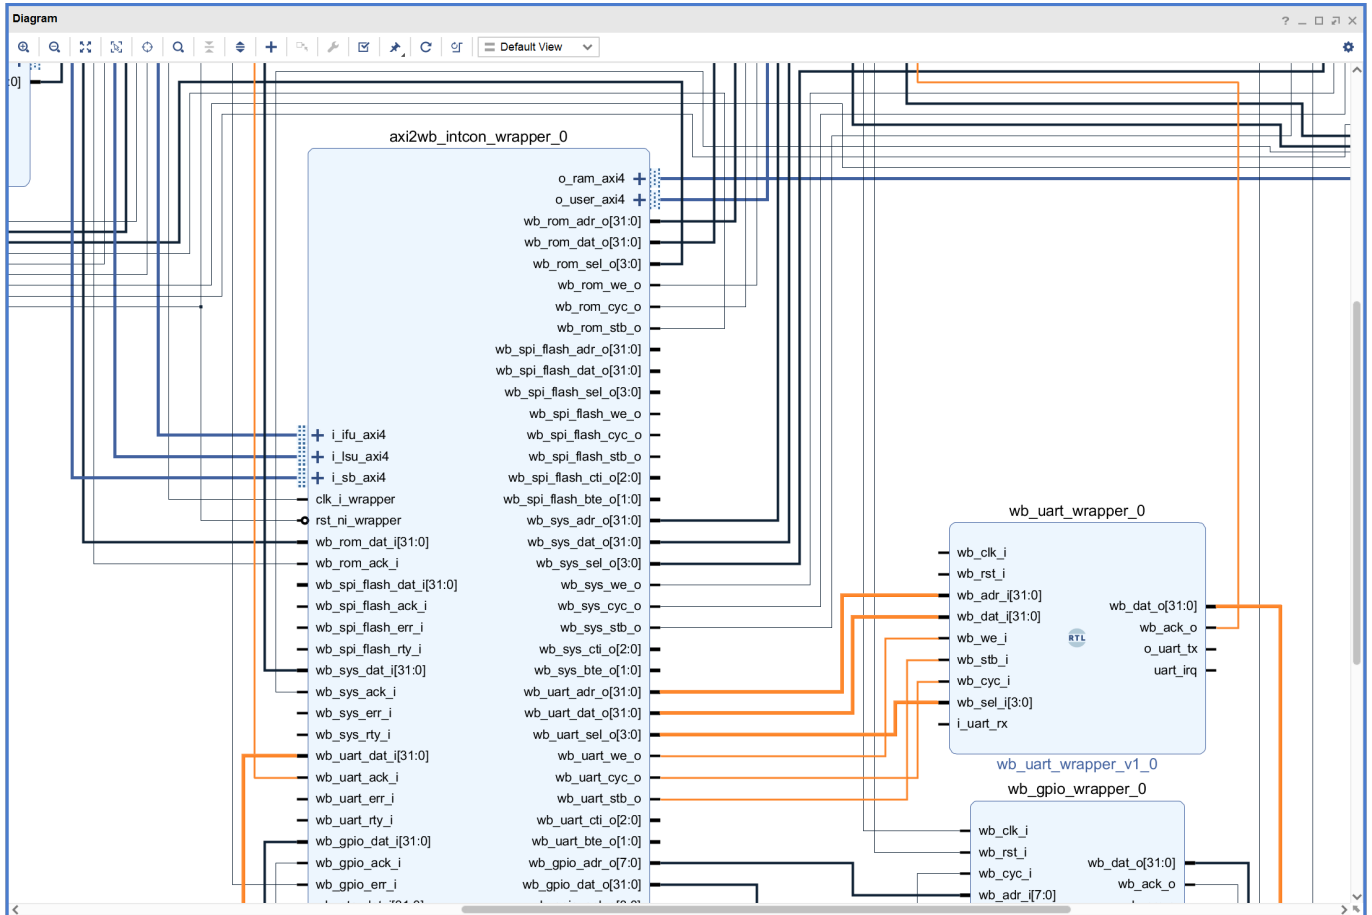 Diagram
Default View
:0]
axi2wb_intcon_wrapper_0
o_ram_axi4
o_user_axi4
wb_rom_adr_o[31:0]
wb_rom_dat_o[31:0]
wb_rom_sel_o[3:0]
wb_rom_we_o
wb_rom_cyc_o
wb_rom_stb_o
wb_spi_flash_adr_o[31:0]
wb_spi_flash_dat_o[31:0]
wb_spi_flash_sel_o[3:0]
wb_spi_flash_we_o
i_ifu_axi4 wb_spi_flash_cyc_o
i_lsu_axi4 wb_spi_flash_stb_o
i_sb_axi4 wb_spi_flash_cti_o[2:0]
clk_i_wrapper wb_spi_flash_bte_o[1:0]
rst_ni_wrapper wb_sys_adr_o[31:0]
wb_rom_dat_i[31:0] wb_sys_dat_o[31:0]
wb_rom_ack_i wb_sys_sel_o[3:0]
wb_spi_flash_dat_i[31:0] wb_sys_we_o
wb_spi_flash_ack_i wb_sys_cyc_o
wb_spi_flash_err_i wb_sys_stb_o
wb_spi_flash_rty_i wb_sys_cti_o[2:0]
wb_sys_dat_i[31:0] wb_sys_bte_o[1:0]
wb_sys_ack_i wb_uart_adr_o[31:0]
wb_sys_err_i wb_uart_dat_o[31:0]
wb_sys_rty_i wb_uart_sel_o[3:0]
wb_uart_dat_i[31:0] wb_uart_we_o
wb_uart_ack_i wb_uart_cyc_o
wb_uart_err_i wb_uart_stb_o
wb_uart_rty_i wb_uart_cti_o[2:0]
wb_gpio_dat_i[31:0] wb_uart_bte_o[1:0]
wb_gpio_ack_i wb_gpio_adr_o[7:0]
wb_gpio_err_i wb_gpio_dat_o[31:0]
wb_uart_wrapper_0
wb_clk_i
wb_rst_i
wb_adr_i[31:0]
wb_dat_o[31:0]
wb_dat_i[31:0]
wb_ack_o
wb_we_i
RTL
o_uart_tx
wb_stb_i
uart_irq
wb_cyc_i
wb_sel_i[3:0]
i_uart_rx
wb_uart_wrapper_v1_0
wb_gpio_wrapper_0
wb_clk_i
wb_rst_i
wb_dat_o[31:0]
wb_cyc_i
wb_ack_o
wb_adr_i[7:0]